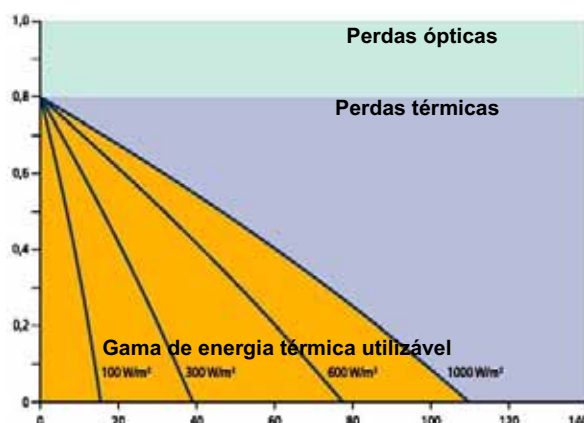 1,0
Perdas ópticas
0,8
Perdas térmicas
0,6
0,4
0,2
Gama de energia térmica utilizável
100 W/m² 300 W/m² 600 W/m² 1000 W/m²
0
0 20 40 60 80 100 120 140